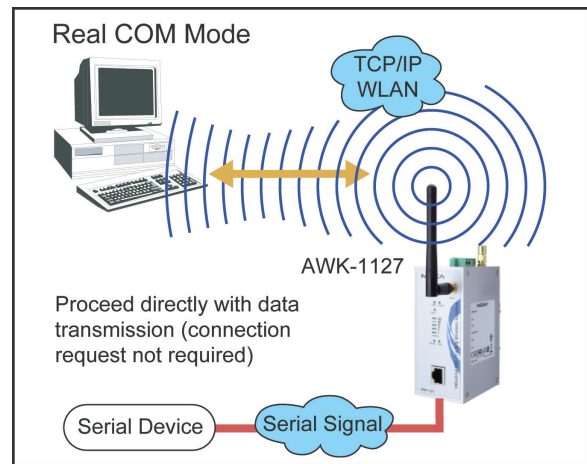 Real COM Mode
TCP/IP
WLAN
AWK-1127
MOXA
Proceed directly with data
transmission (connection
request not required)
Serial Device
Serial Signal